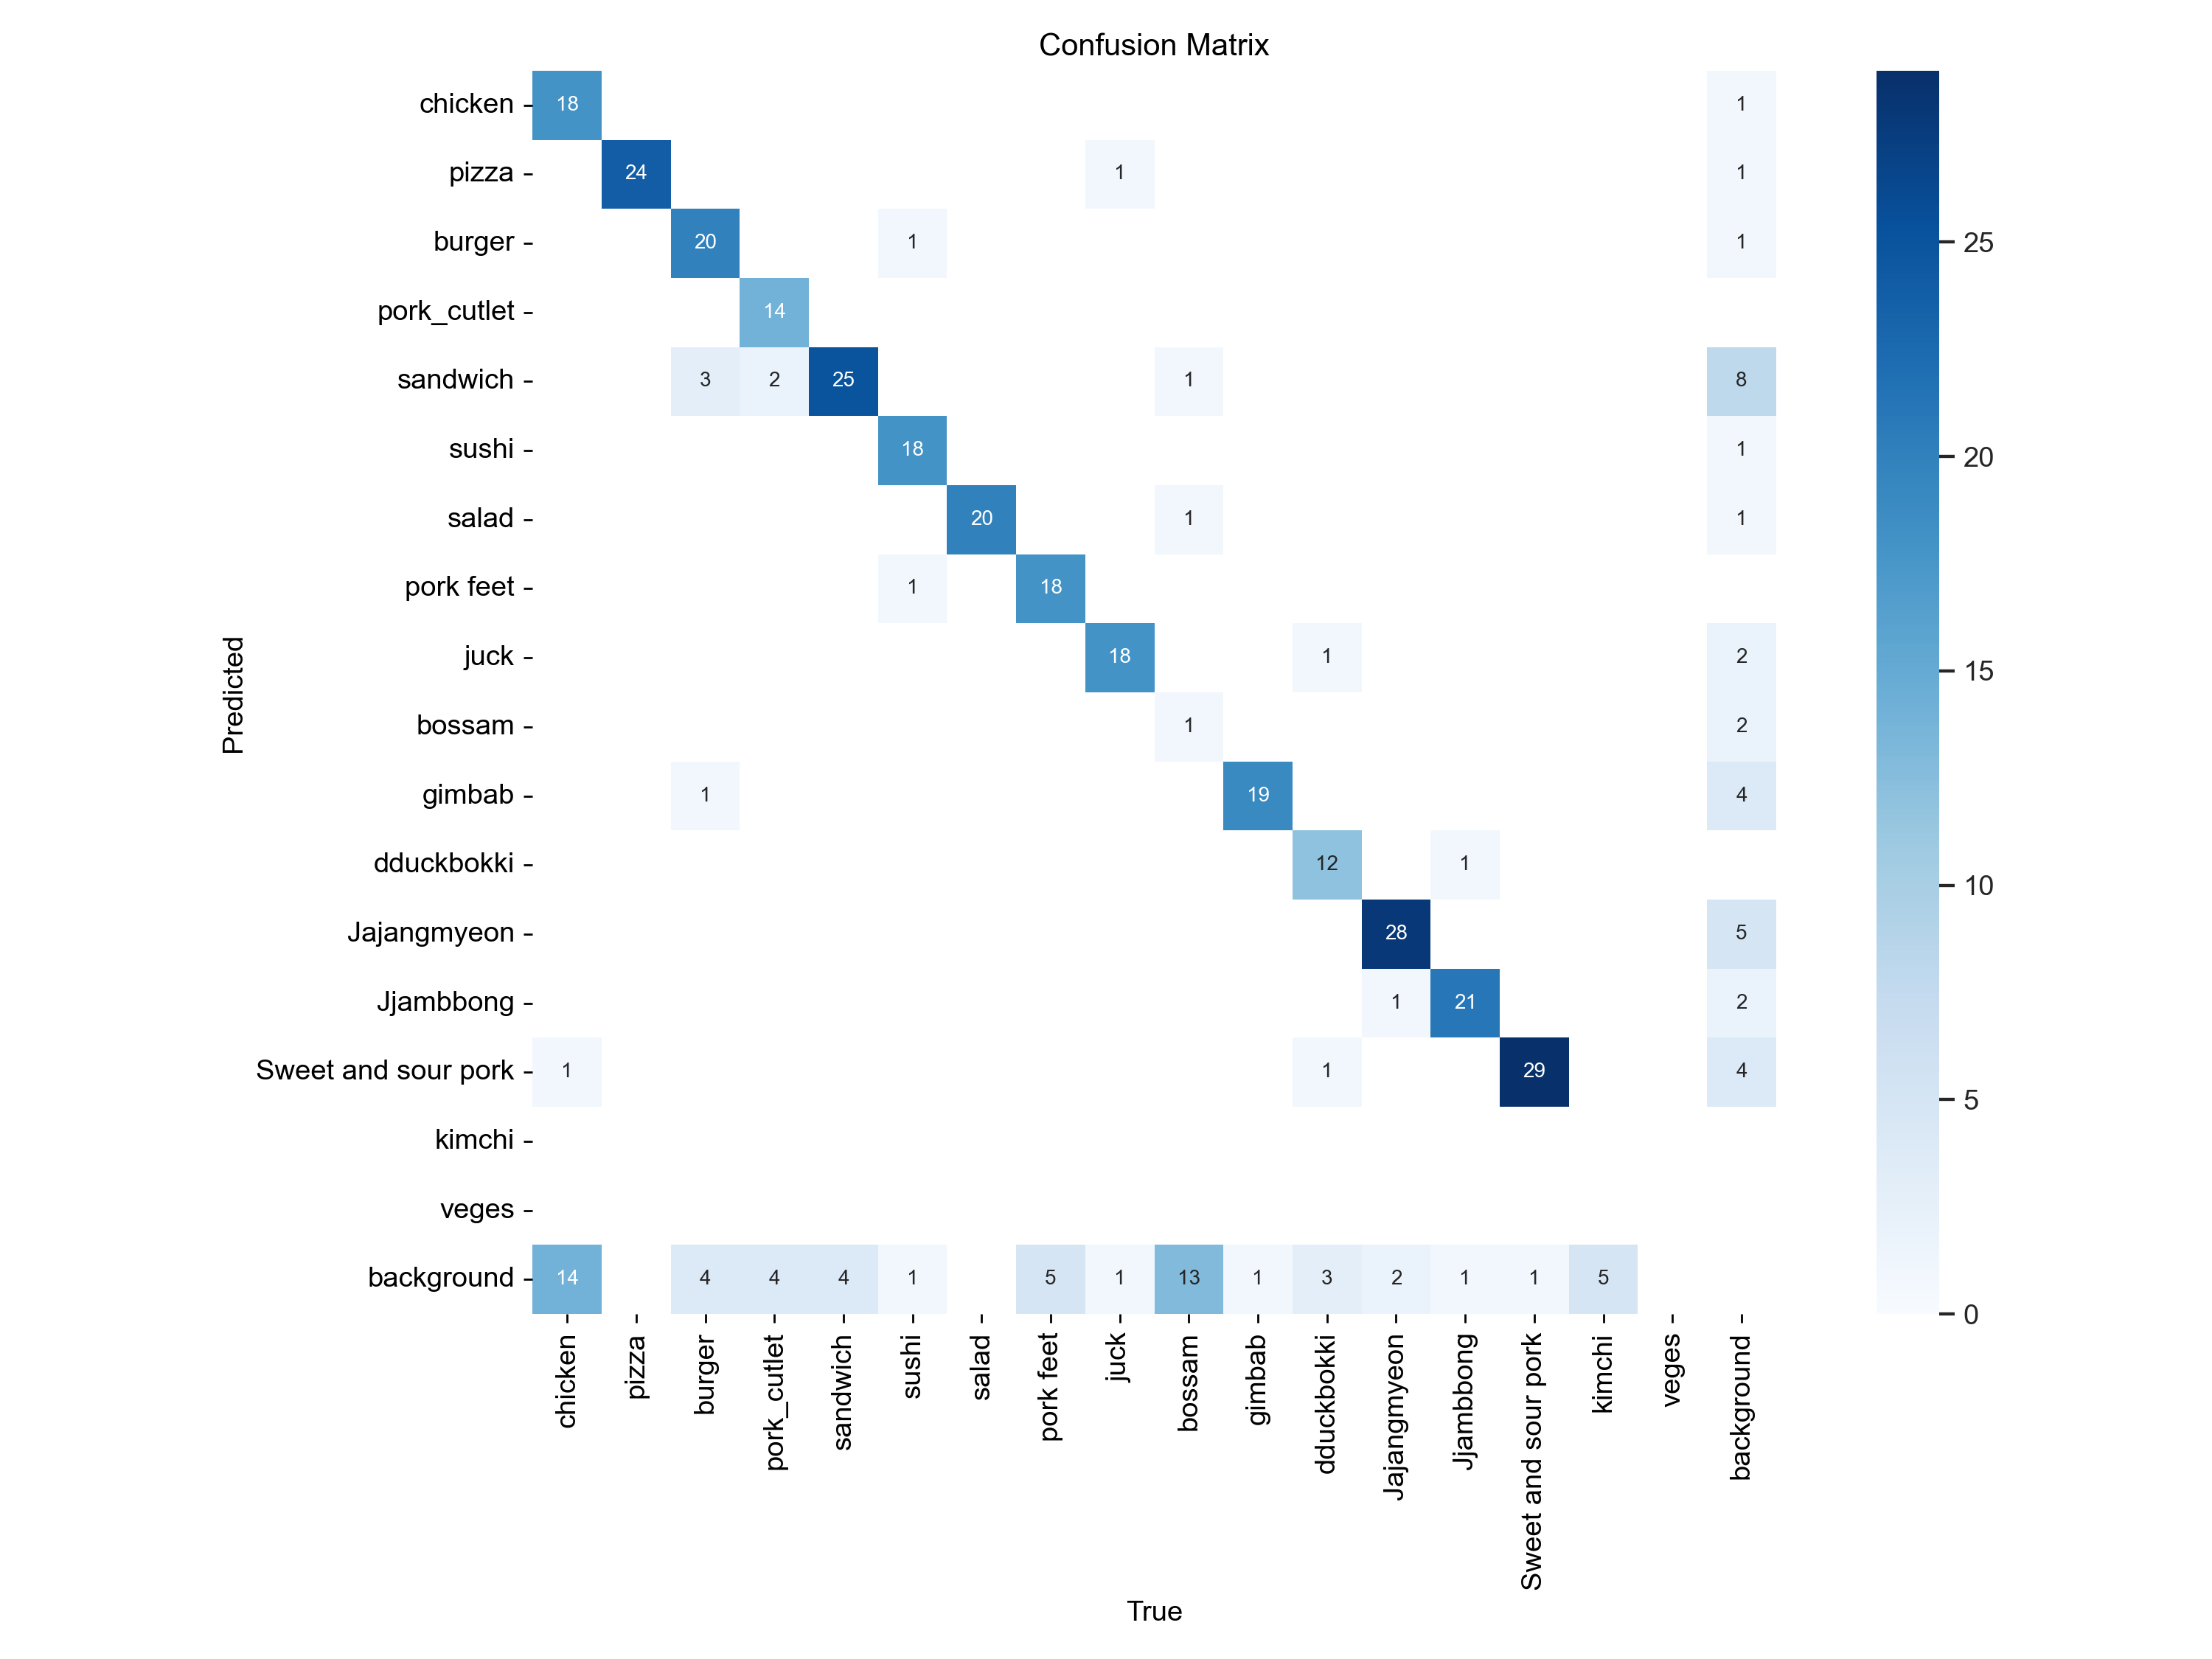 Confusion Matrix
chicken 18 1
pizza 24 1 1
burger 20 1 1
pork_cutlet 14
sandwich 3 2 25 1 8
sushi 18 1
salad 20 1 1
pork feet 1 18
juck 18 1 2
bossam 1 2
gimbab 1 19 4
dduckbokki 12 1
Jajangmyeon 28 5
Jjambbong 1 21 2
Sweet and sour pork 1 1 29 4
kimchi
veges
background 14 4 4 4 1 5 1 13 1 3 2 1 1 5
Predicted
chicken
pizza
burger
pork_cutlet
sandwich
sushi
salad
pork feet
juck
bossam
gimbab
dduckbokki
Jajangmyeon
Jjambbong
Sweet and sour pork
kimchi
veges
background
True
25
20
15
10
5
0